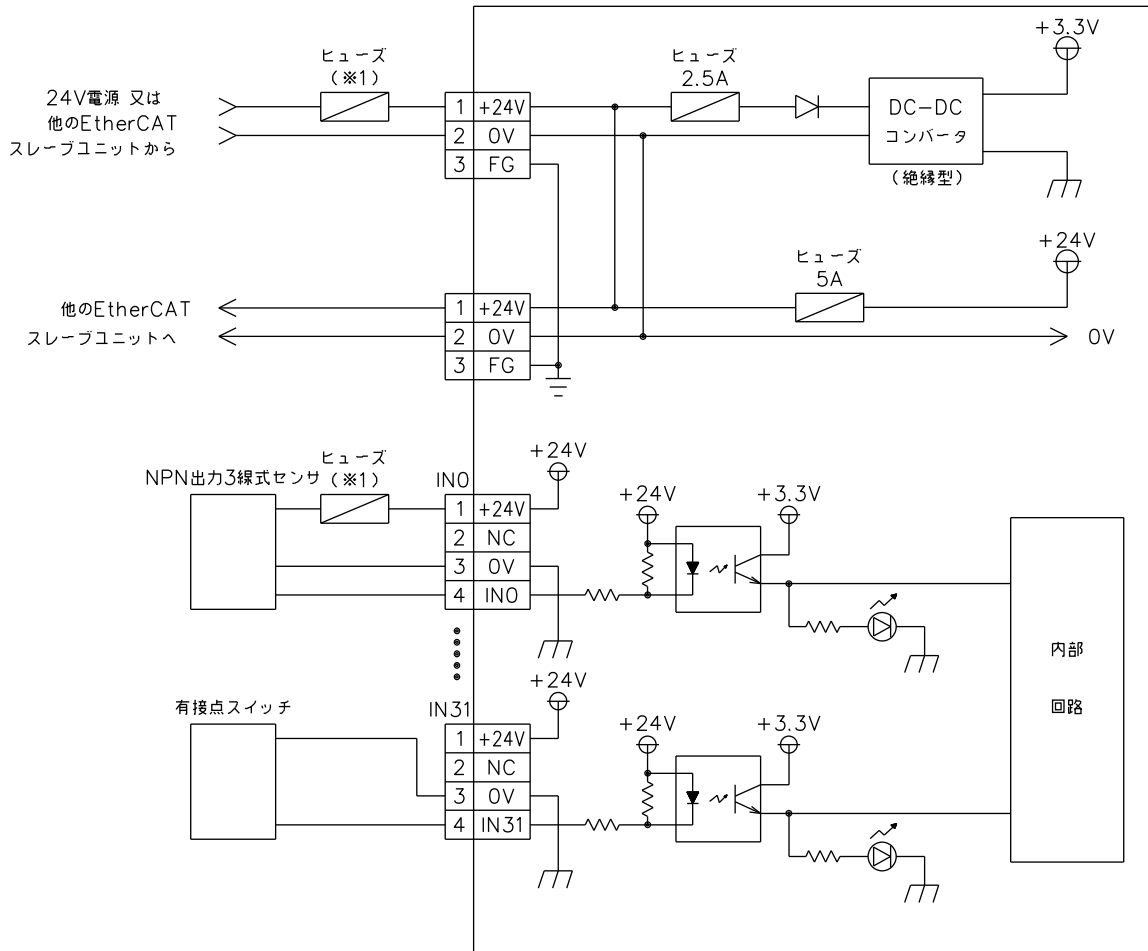 +3.3V
ヒューズ
(※1)
ヒューズ
2.5A
24V電源 又は
他のEtherCAT
スレーブユニットから
1 +24V
2 0V
3 FG
DC-DC
コンバータ
(絶縁型)
+24V
ヒューズ
5A
他のEtherCAT
スレーブユニットへ
1 +24V
2 0V
3 FG
0V
ヒューズ
(※1)
NPN出力3線式センサ
IN0
+24V
1 +24V
2 NC
3 0V
4 IN0
+24V
+3.3V
内部
回路
有接点スイッチ
IN31
+24V
1 +24V
2 NC
3 0V
4 IN31
+24V
+3.3V